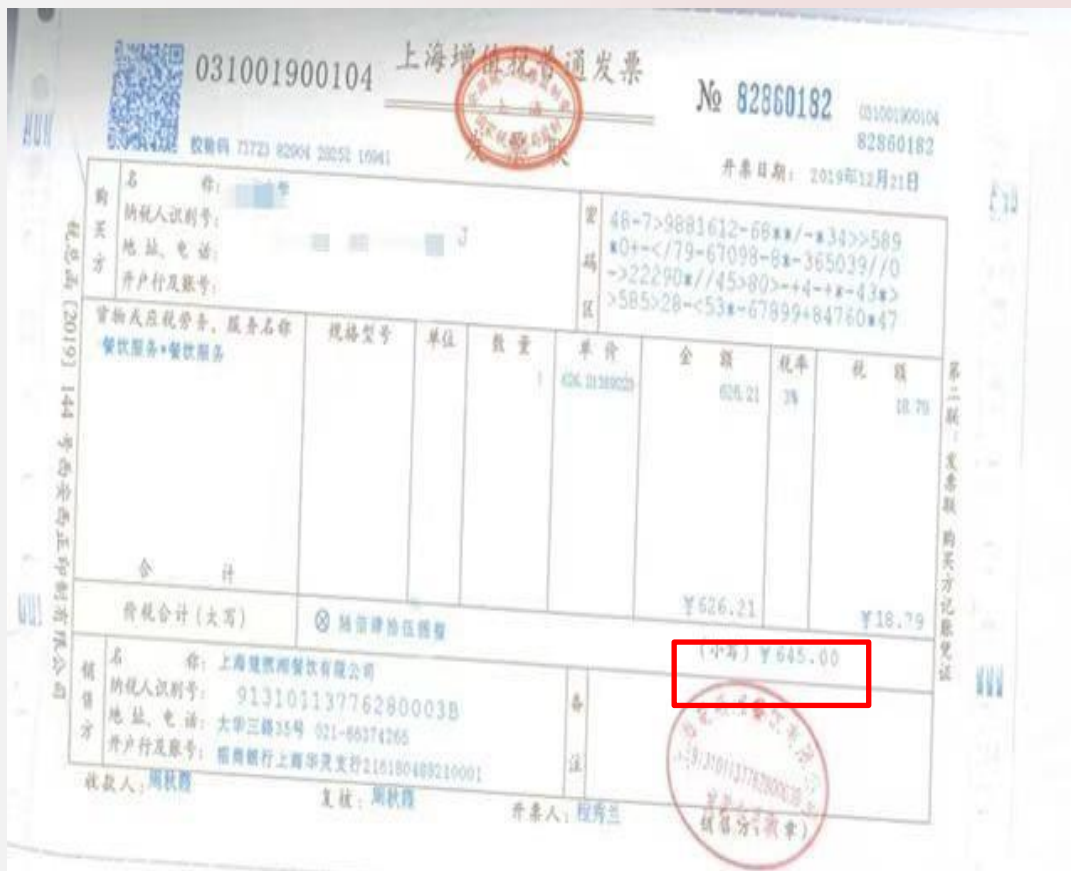 031001900104
上海增值税普通发票
发票联
№ 82860182
031001900104
82860182
开票日期: 2019年12月21日
校验码 73723 82904 20252 16941
购买方
名 称:
纳税人识别号:
地 址、电 话:
开户行及账号:
密码区
48-7>9881612-68**/-*34>>589
*0+-</79-67098-8*-365039//0
->22290*//45>80>-+4-+*-43*>
>585>28-<53*-67899+84760*47
货物或应税劳务、服务名称
规格型号
单位
数 量
单 价
金 额
税率
税 额
*餐饮服务*餐饮服务
1
626.21
3%
18.79
合 计
¥626.21
¥18.79
价税合计(大写)
⊗ 陆佰肆拾伍圆整
(小写) ¥645.00
销售方
名 称:
餐饮有限公司
纳税人识别号: 91310113776280003B
地 址、电 话: 大华三路35号 021-66374265
开户行及账号: 招商银行上海华灵支行216180489210001
备注
收款人: 周秋霞
复核: 周秋霞
开票人: 程秀兰
销售方:(章)
第二联:发票联 购买方记账凭证
税总函〔2019〕144 号